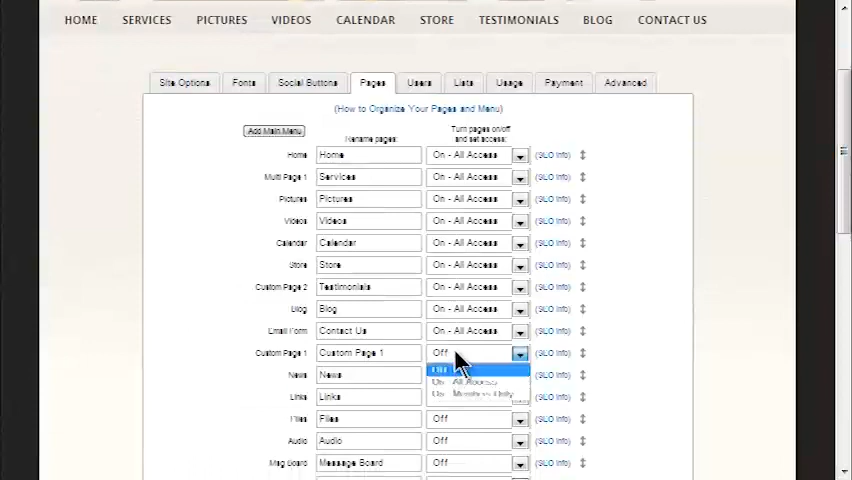 HOME SERVICES PICTURES VIDEOS CALENDAR STORE TESTIMONIALS BLOG CONTACT US
Site Options Fonts Social Buttons Pages Users Lists Usage Payment Advanced
(How to Organize Your Pages and Menu)
Add Main Menu Rename pages: Turn pages on/off and set access:
Home Home On - All Access (SEO Info)
Multi Page 1 Services On - All Access (SEO Info)
Pictures Pictures On - All Access (SEO Info)
Videos Videos On - All Access (SEO Info)
Calendar Calendar On - All Access (SEO Info)
Store Store On - All Access (SEO Info)
Custom Page 2 Testimonials On - All Access (SEO Info)
Blog Blog On - All Access (SEO Info)
Email Form Contact Us On - All Access (SEO Info)
Custom Page 1 Custom Page 1 Off (SEO Info)
Off
On - All Access
On - Members Only
News News (SEO Info)
Links Links (SEO Info)
Files Files Off (SEO Info)
Audio Audio Off (SEO Info)
Msg Board Message Board Off (SEO Info)